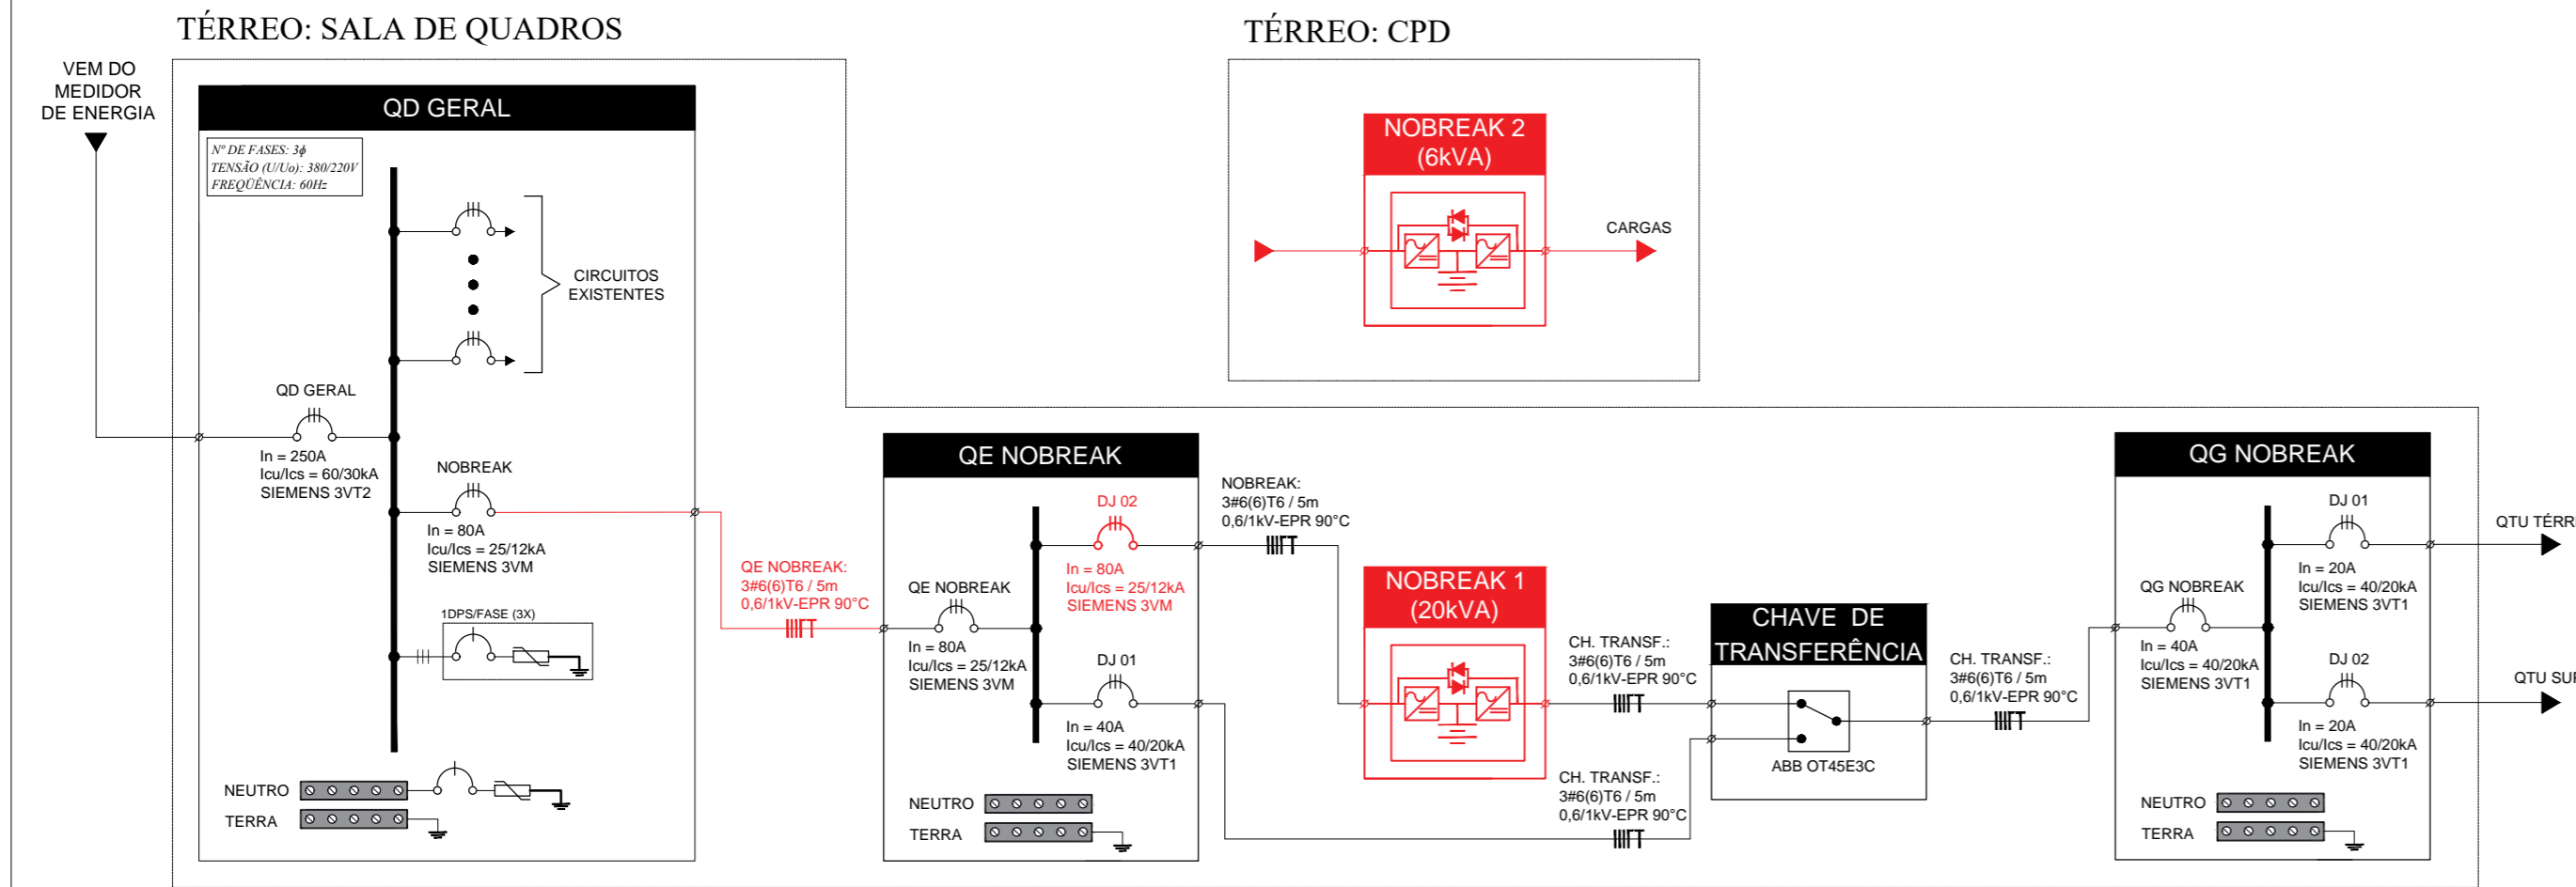 TÉRREO: SALA DE QUADROS
TÉRREO: CPD
VEM DO
MEDIDOR
DE ENERGIA
QD GERAL
Nº DE FASES: 3ϕ
TENSÃO (U/Uo): 380/220V
FREQÜÊNCIA: 60Hz
CIRCUITOS
EXISTENTES
QD GERAL
In = 250A
Icu/Ics = 60/30kA
SIEMENS 3VT2
NOBREAK
In = 80A
Icu/Ics = 25/12kA
SIEMENS 3VM
1DPS/FASE (3X)
NEUTRO
TERRA
QE NOBREAK:
3#6(6)T6 / 5m
0,6/1kV-EPR 90°C
QE NOBREAK
QE NOBREAK
In = 80A
Icu/Ics = 25/12kA
SIEMENS 3VM
DJ 02
In = 80A
Icu/Ics = 25/12kA
SIEMENS 3VM
DJ 01
In = 40A
Icu/Ics = 40/20kA
SIEMENS 3VT1
NEUTRO
TERRA
NOBREAK:
3#6(6)T6 / 5m
0,6/1kV-EPR 90°C
NOBREAK 2
(6kVA)
CARGAS
NOBREAK 1
(20kVA)
CH. TRANSF.:
3#6(6)T6 / 5m
0,6/1kV-EPR 90°C
CH. TRANSF.:
3#6(6)T6 / 5m
0,6/1kV-EPR 90°C
CHAVE DE
TRANSFERÊNCIA
ABB OT45E3C
CH. TRANSF.:
3#6(6)T6 / 5m
0,6/1kV-EPR 90°C
QG NOBREAK
QG NOBREAK
In = 40A
Icu/Ics = 40/20kA
SIEMENS 3VT1
DJ 01
In = 20A
Icu/Ics = 40/20kA
SIEMENS 3VT1
DJ 02
In = 20A
Icu/Ics = 40/20kA
SIEMENS 3VT1
NEUTRO
TERRA
QTU
QTU